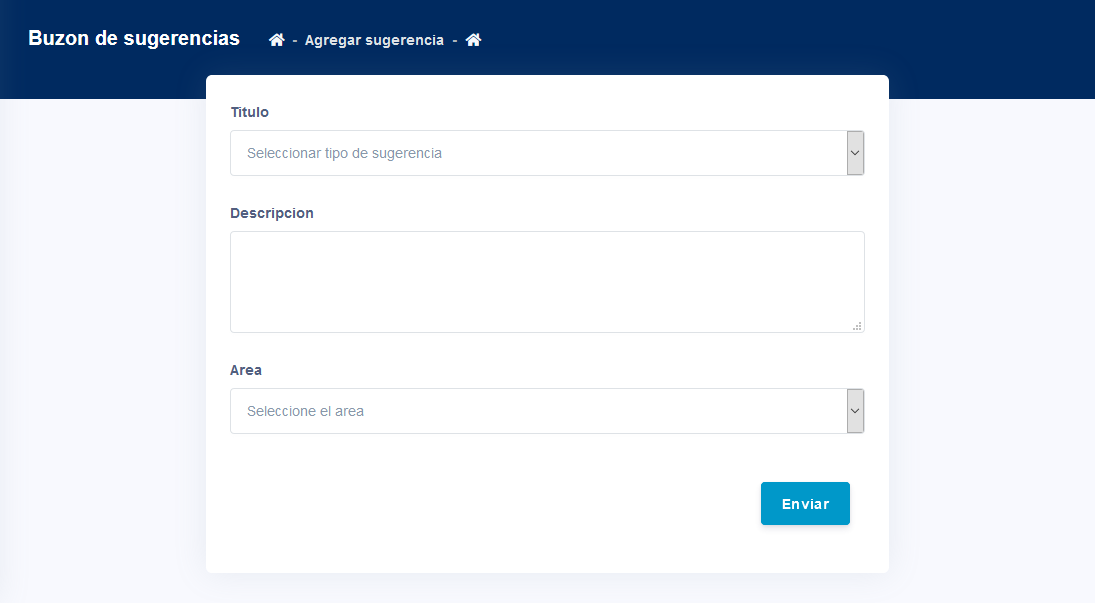 Buzon de sugerencias - Agregar sugerencia -
Titulo
Seleccionar tipo de sugerencia
Descripcion
Area
Seleccione el area
Enviar